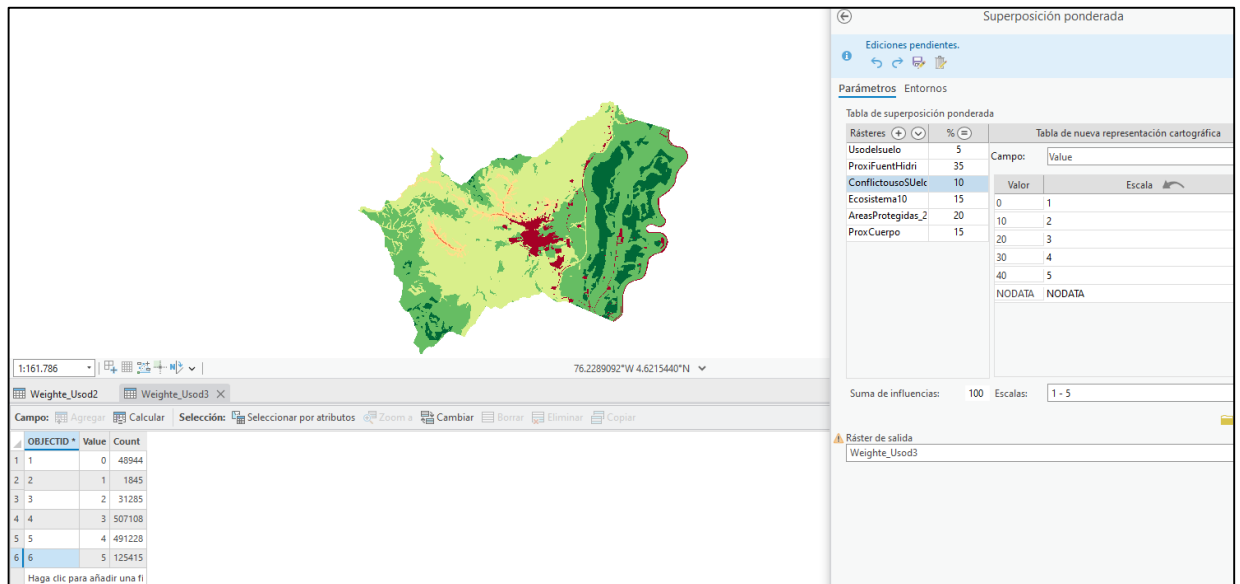 Superposición ponderada
Ediciones pendientes.
Parámetros Entornos
Tabla de superposición ponderada
Rásteres % Tabla de nueva representación cartográfica
Usodelsuelo 5
ProxiFuentHidri 35
ConflictousoSUelc 10
Ecosistema10 15
AreasProtegidas_2 20
ProxCuerpo 15
Campo: Value
Valor Escala
0 1
10 2
20 3
30 4
40 5
NODATA NODATA
Suma de influencias: 100 Escalas: 1 - 5
Ráster de salida
Weighte_Usod3
1:161.786 76.2289092°W 4.6215440°N
Weighte_Usod2 Weighte_Usod3
Campo: Agregar Calcular Selección: Seleccionar por atributos Zoom a Cambiar Borrar Eliminar Copiar
OBJECTID * Value Count
1 1 0 48944
2 2 1 1845
3 3 2 31285
4 4 3 507108
5 5 4 491228
6 6 5 125415
Haga clic para añadir una fi